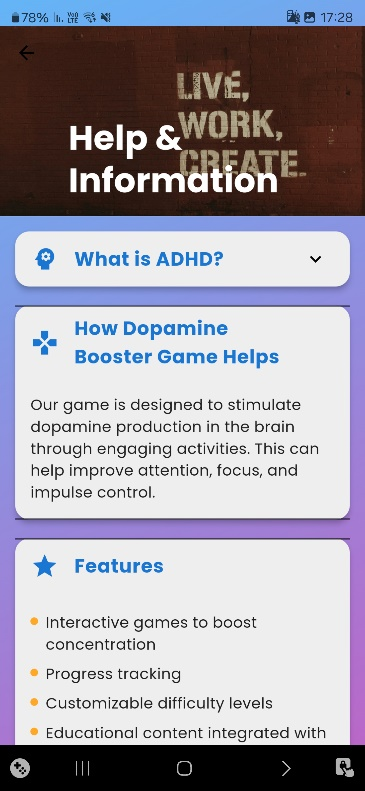 78% Vo) LTE 17:28
LIVE,
WORK,
CREATE.
Help &
Information
What is ADHD?
How Dopamine
Booster Game Helps
Our game is designed to stimulate
dopamine production in the brain
through engaging activities. This can
help improve attention, focus, and
impulse control.
Features
Interactive games to boost
concentration
Progress tracking
Customizable difficulty levels
Educational content integrated with